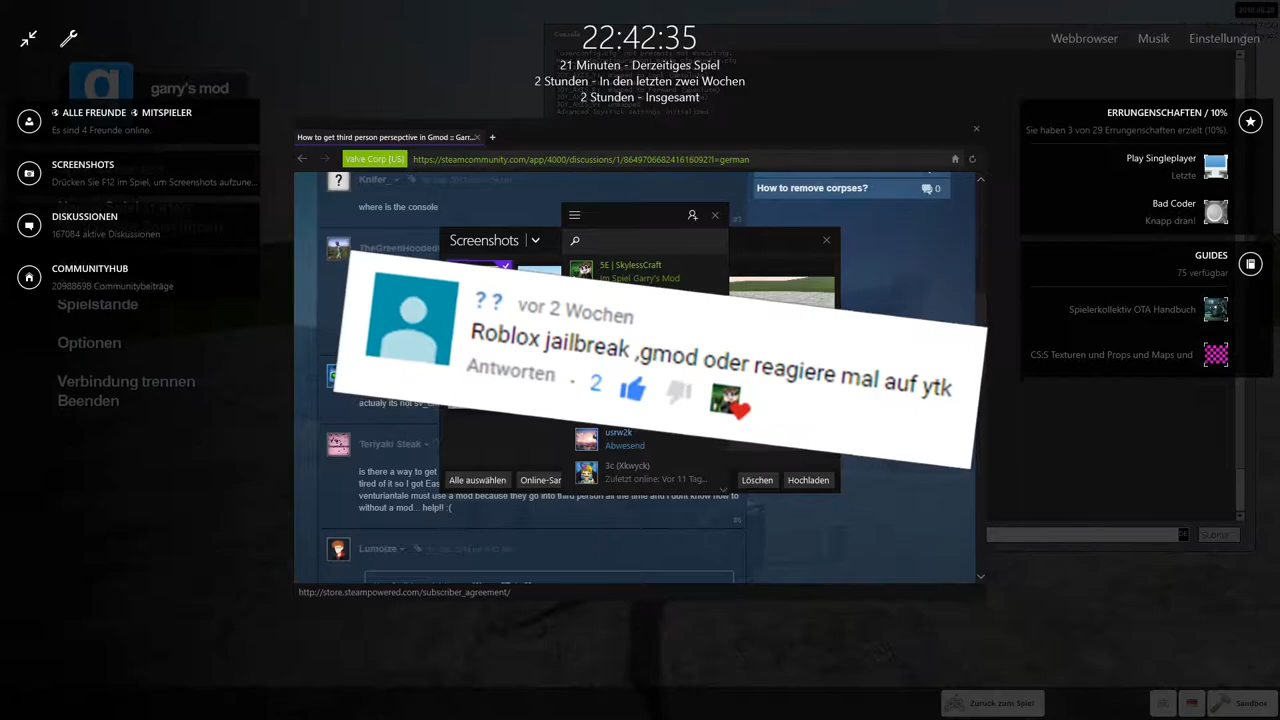 22:42:35
21 Minuten - Derzeitiges Spiel
2 Stunden - In den letzten zwei Wochen
2 Stunden - Insgesamt
Webbrowser
Musik
Einstellungen
Console
garry's mod
ALLE FREUNDE
MITSPIELER
Es sind 4 Freunde online.
SCREENSHOTS
Drücken Sie F12 im Spiel, um Screenshots aufzune...
DISKUSSIONEN
167084 aktive Diskussionen
COMMUNITYHUB
20988698 Communitybeiträge
Spielstände
Optionen
Verbindung trennen
Beenden
How to get third person persepctive in Gmod :: Garr...
Valve Corp [US]
https://steamcommunity.com/app/4000/discussions/1/864970668241616092?l=german
Knifer_
where is the console
How to remove corpses?
0
TheGreenHooded
Screenshots
5E | SkylessCraft
Im Spiel Garry's Mod
? ? vor 2 Wochen
Roblox jailbreak ,gmod oder reagiere mal auf ytk
Antworten . 2
usrw2k
Abwesend
3c (Xkwyck)
Zuletzt online: Vor 11 Tag...
Alle auswählen
Löschen
Hochladen
Teriyaki Steak
is there a way to get
tired of it so I got
venturiantale must use a mod because they go into third person all the time and I dont know how to
without a mod... help!! :(
Lumoize
http://store.steampowered.com/subscriber_agreement/
ERRUNGENSCHAFTEN / 10%
Sie haben 3 von 29 Errungenschaften erzielt (10%).
Play Singleplayer
Letzte
Bad Coder
Knapp dran!
GUIDES
75 verfügbar
Spielerkollektiv OTA Handbuch
CS:S Texturen und Props und Maps und
DE
Submit
Zurück zum Spiel
Sandbox